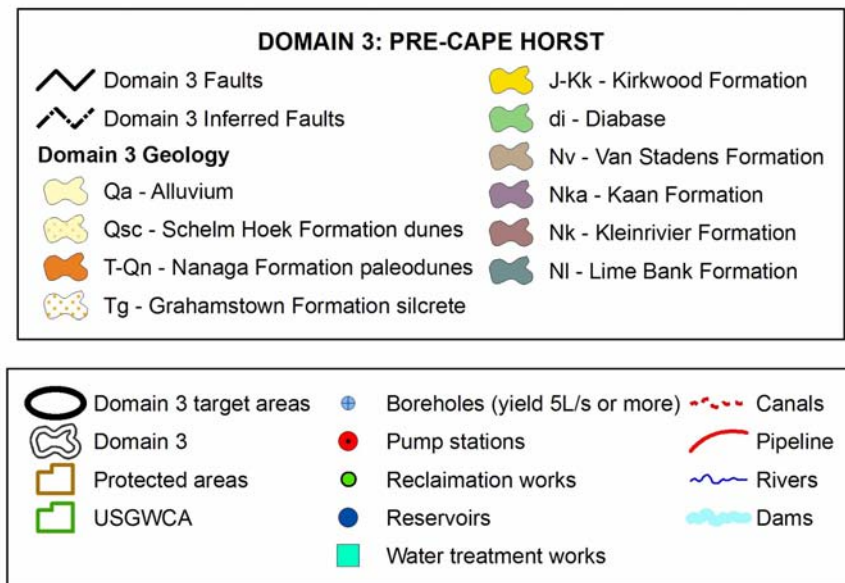 DOMAIN 3: PRE-CAPE HORST
Domain 3 Faults
Domain 3 Inferred Faults
Domain 3 Geology
Qa - Alluvium
Qsc - Schelm Hoek Formation dunes
T-Qn - Nanaga Formation paleodunes
Tg - Grahamstown Formation silcrete
J-Kk - Kirkwood Formation
di - Diabase
Nv - Van Stadens Formation
Nka - Kaan Formation
Nk - Kleinrivier Formation
Nl - Lime Bank Formation
Domain 3 target areas
Domain 3
Protected areas
USGWCA
Boreholes (yield 5L/s or more)
Pump stations
Reclamation works
Reservoirs
Water treatment works
Canals
Pipeline
Rivers
Dams